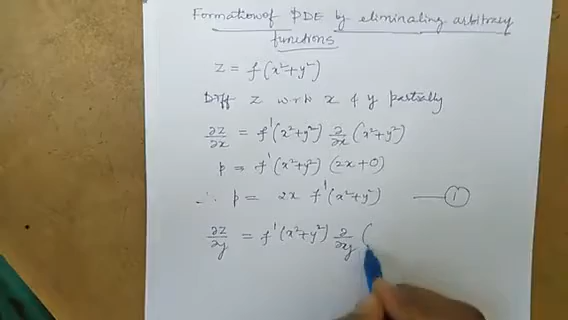 Formation of PDE by eliminating arbitrary
functions
z = f(x²+y²)
Diff z w.r.t x & y partially
∂z/∂x = f'(x²+y²) ∂/∂x (x²+y²)
p = f'(x²+y²) (2x+0)
∴ p = 2x f'(x²+y²) —— ①
∂z/∂y = f'(x²+y²) ∂/∂y (